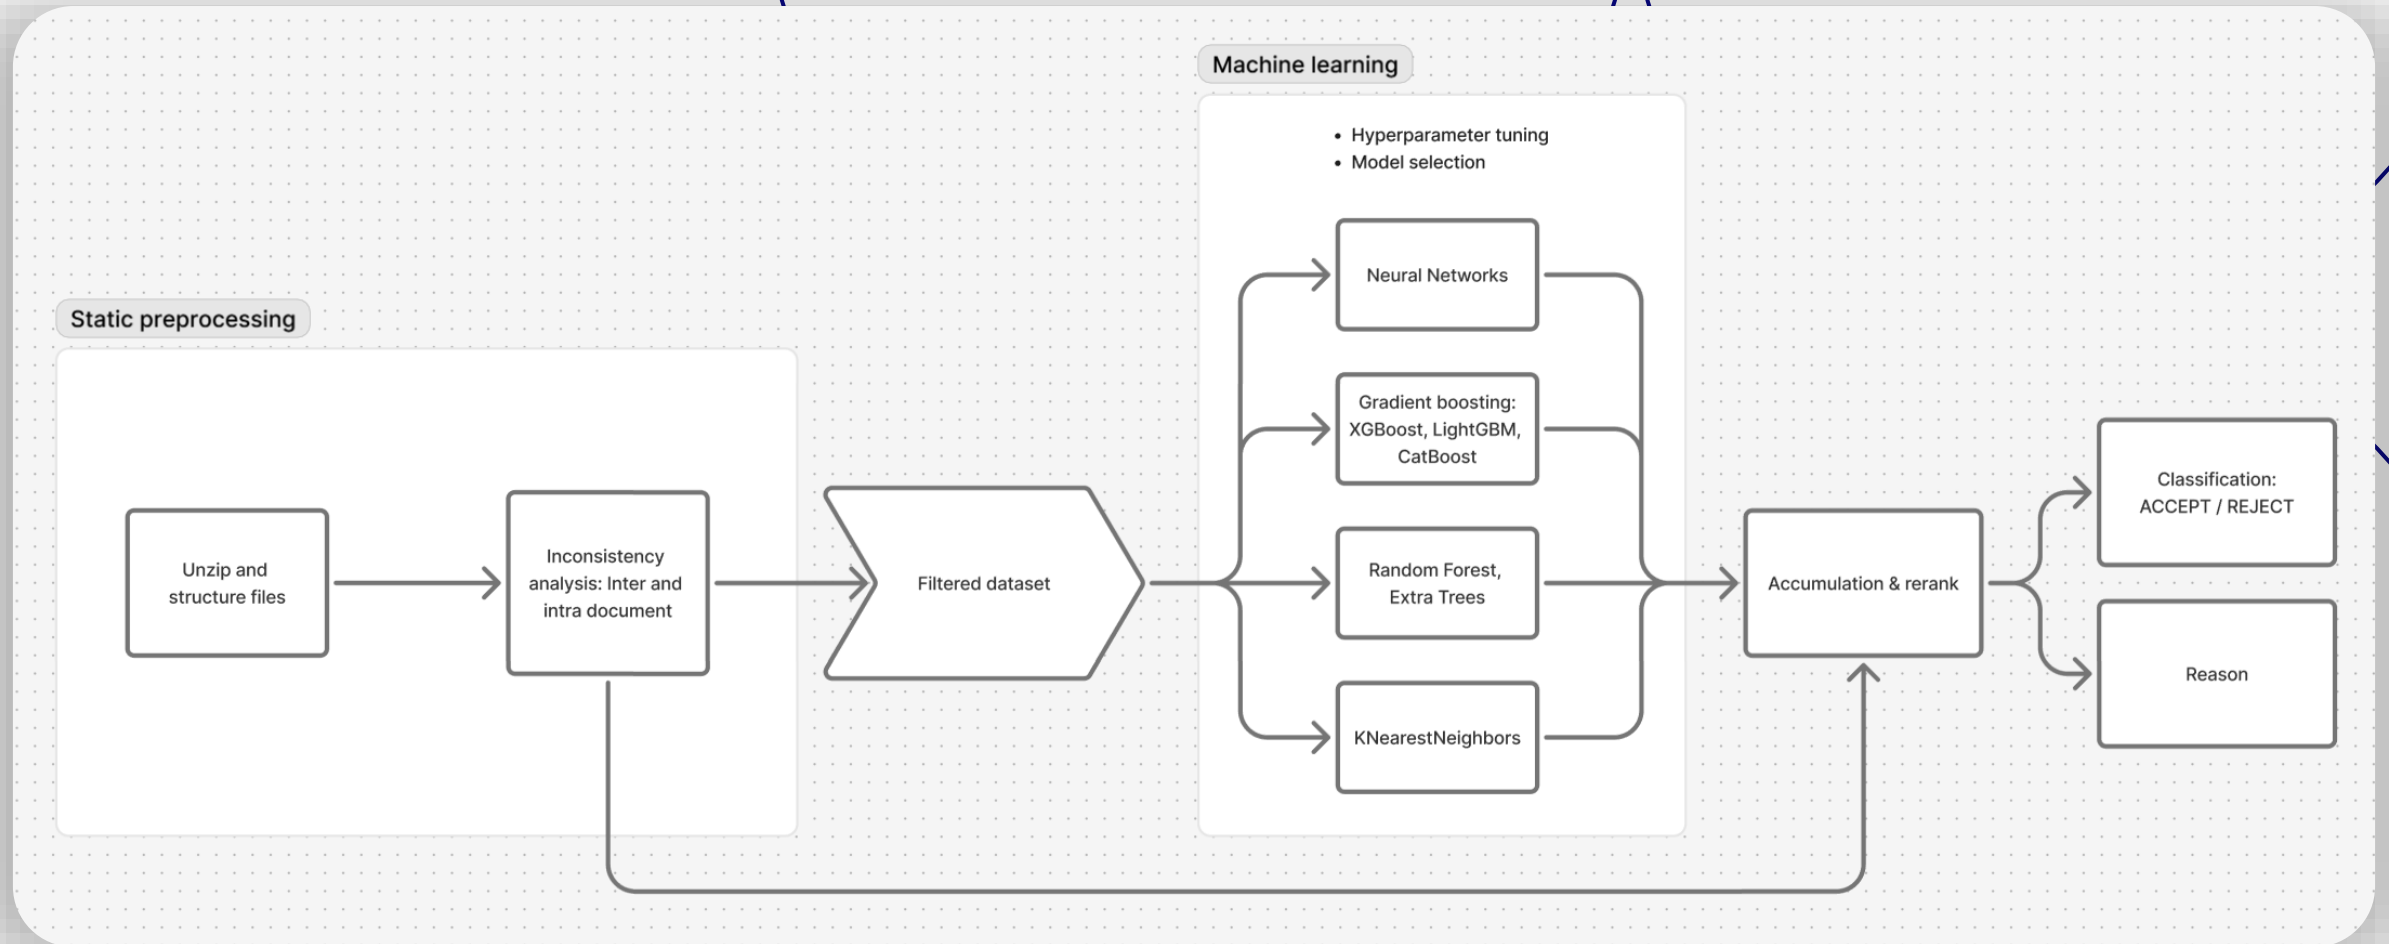 Machine learning
• Hyperparameter tuning
• Model selection
Neural Networks
Static preprocessing
Gradient boosting:
XGBoost, LightGBM,
CatBoost
Unzip and
structure files
Inconsistency
analysis: Inter and
intra document
Filtered dataset
Random Forest,
Extra Trees
KNearestNeighbors
Accumulation & rerank
Classification:
ACCEPT / REJECT
Reason